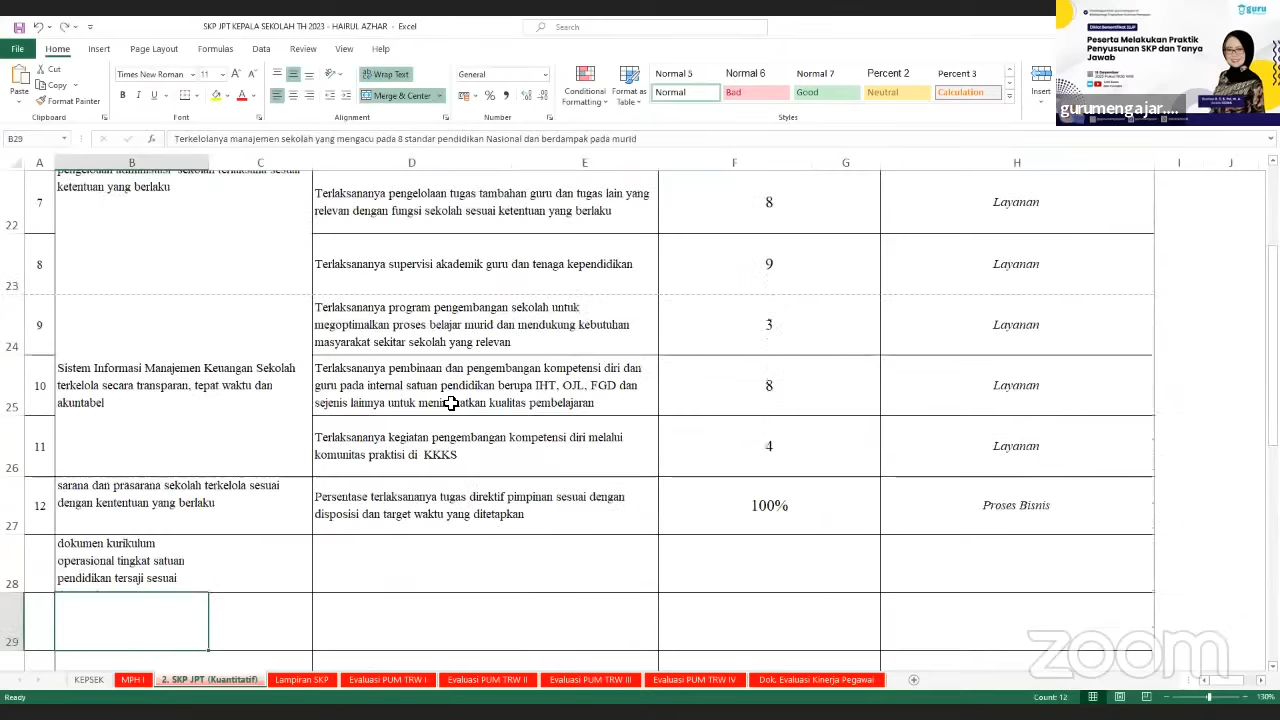 SKP JPT KEPALA SEKOLAH TH 2023 - HAIRUL AZHAR - Excel
Search
File Home Insert Page Layout Formulas Data Review View Help
Cut
Copy
Format Painter
Paste
Clipboard
Times New Roman 11
Font
Wrap Text
Merge & Center
Alignment
General
Number
Conditional Formatting
Format as Table
Normal 5 Normal 6 Normal 7 Percent 2 Percent 3
Normal Bad Good Neutral Calculation
Styles
Insert
guru
Peserta Melakukan Praktik
Penyusunan SKP dan Tanya
Jawab
gurumengajar....
B29
Terkelolanya manajemen sekolah yang mengacu pada 8 standar pendidikan Nasional dan berdampak pada murid
A B C D E F G H I J
pengelolaan administrasi sekolah terlaksana sesuai
ketentuan yang berlaku
22
7
Terlaksananya pengelolaan tugas tambahan guru dan tugas lain yang
relevan dengan fungsi sekolah sesuai ketentuan yang berlaku
8
Layanan
23
8
Terlaksananya supervisi akademik guru dan tenaga kependidikan
9
Layanan
24
9
Terlaksananya program pengembangan sekolah untuk
megoptimalkan proses belajar murid dan mendukung kebutuhan
masyarakat sekitar sekolah yang relevan
3
Layanan
25
10
Sistem Informasi Manajemen Keuangan Sekolah
terkelola secara transparan, tepat waktu dan
akuntabel
Terlaksananya pembinaan dan pengembangan kompetensi diri dan
guru pada internal satuan pendidikan berupa IHT, OJL, FGD dan
sejenis lainnya untuk meningkatkan kualitas pembelajaran
8
Layanan
26
11
Terlaksananya kegiatan pengembangan kompetensi diri melalui
komunitas praktisi di KKKS
4
Layanan
27
12
sarana dan prasarana sekolah terkelola sesuai
dengan kententuan yang berlaku
Persentase terlaksananya tugas direktif pimpinan sesuai dengan
disposisi dan target waktu yang ditetapkan
100%
Proses Bisnis
28
dokumen kurikulum
operasional tingkat satuan
pendidikan tersaji sesuai
29
zoom
KEPSEK MPH I 2. SKP JPT (Kuantitatif) Lampiran SKP Evaluasi PUM TRW I Evaluasi PUM TRW II Evaluasi PUM TRW III Evaluasi PUM TRW IV Dok. Evaluasi Kinerja Pegawai
Ready
Count: 12
130%